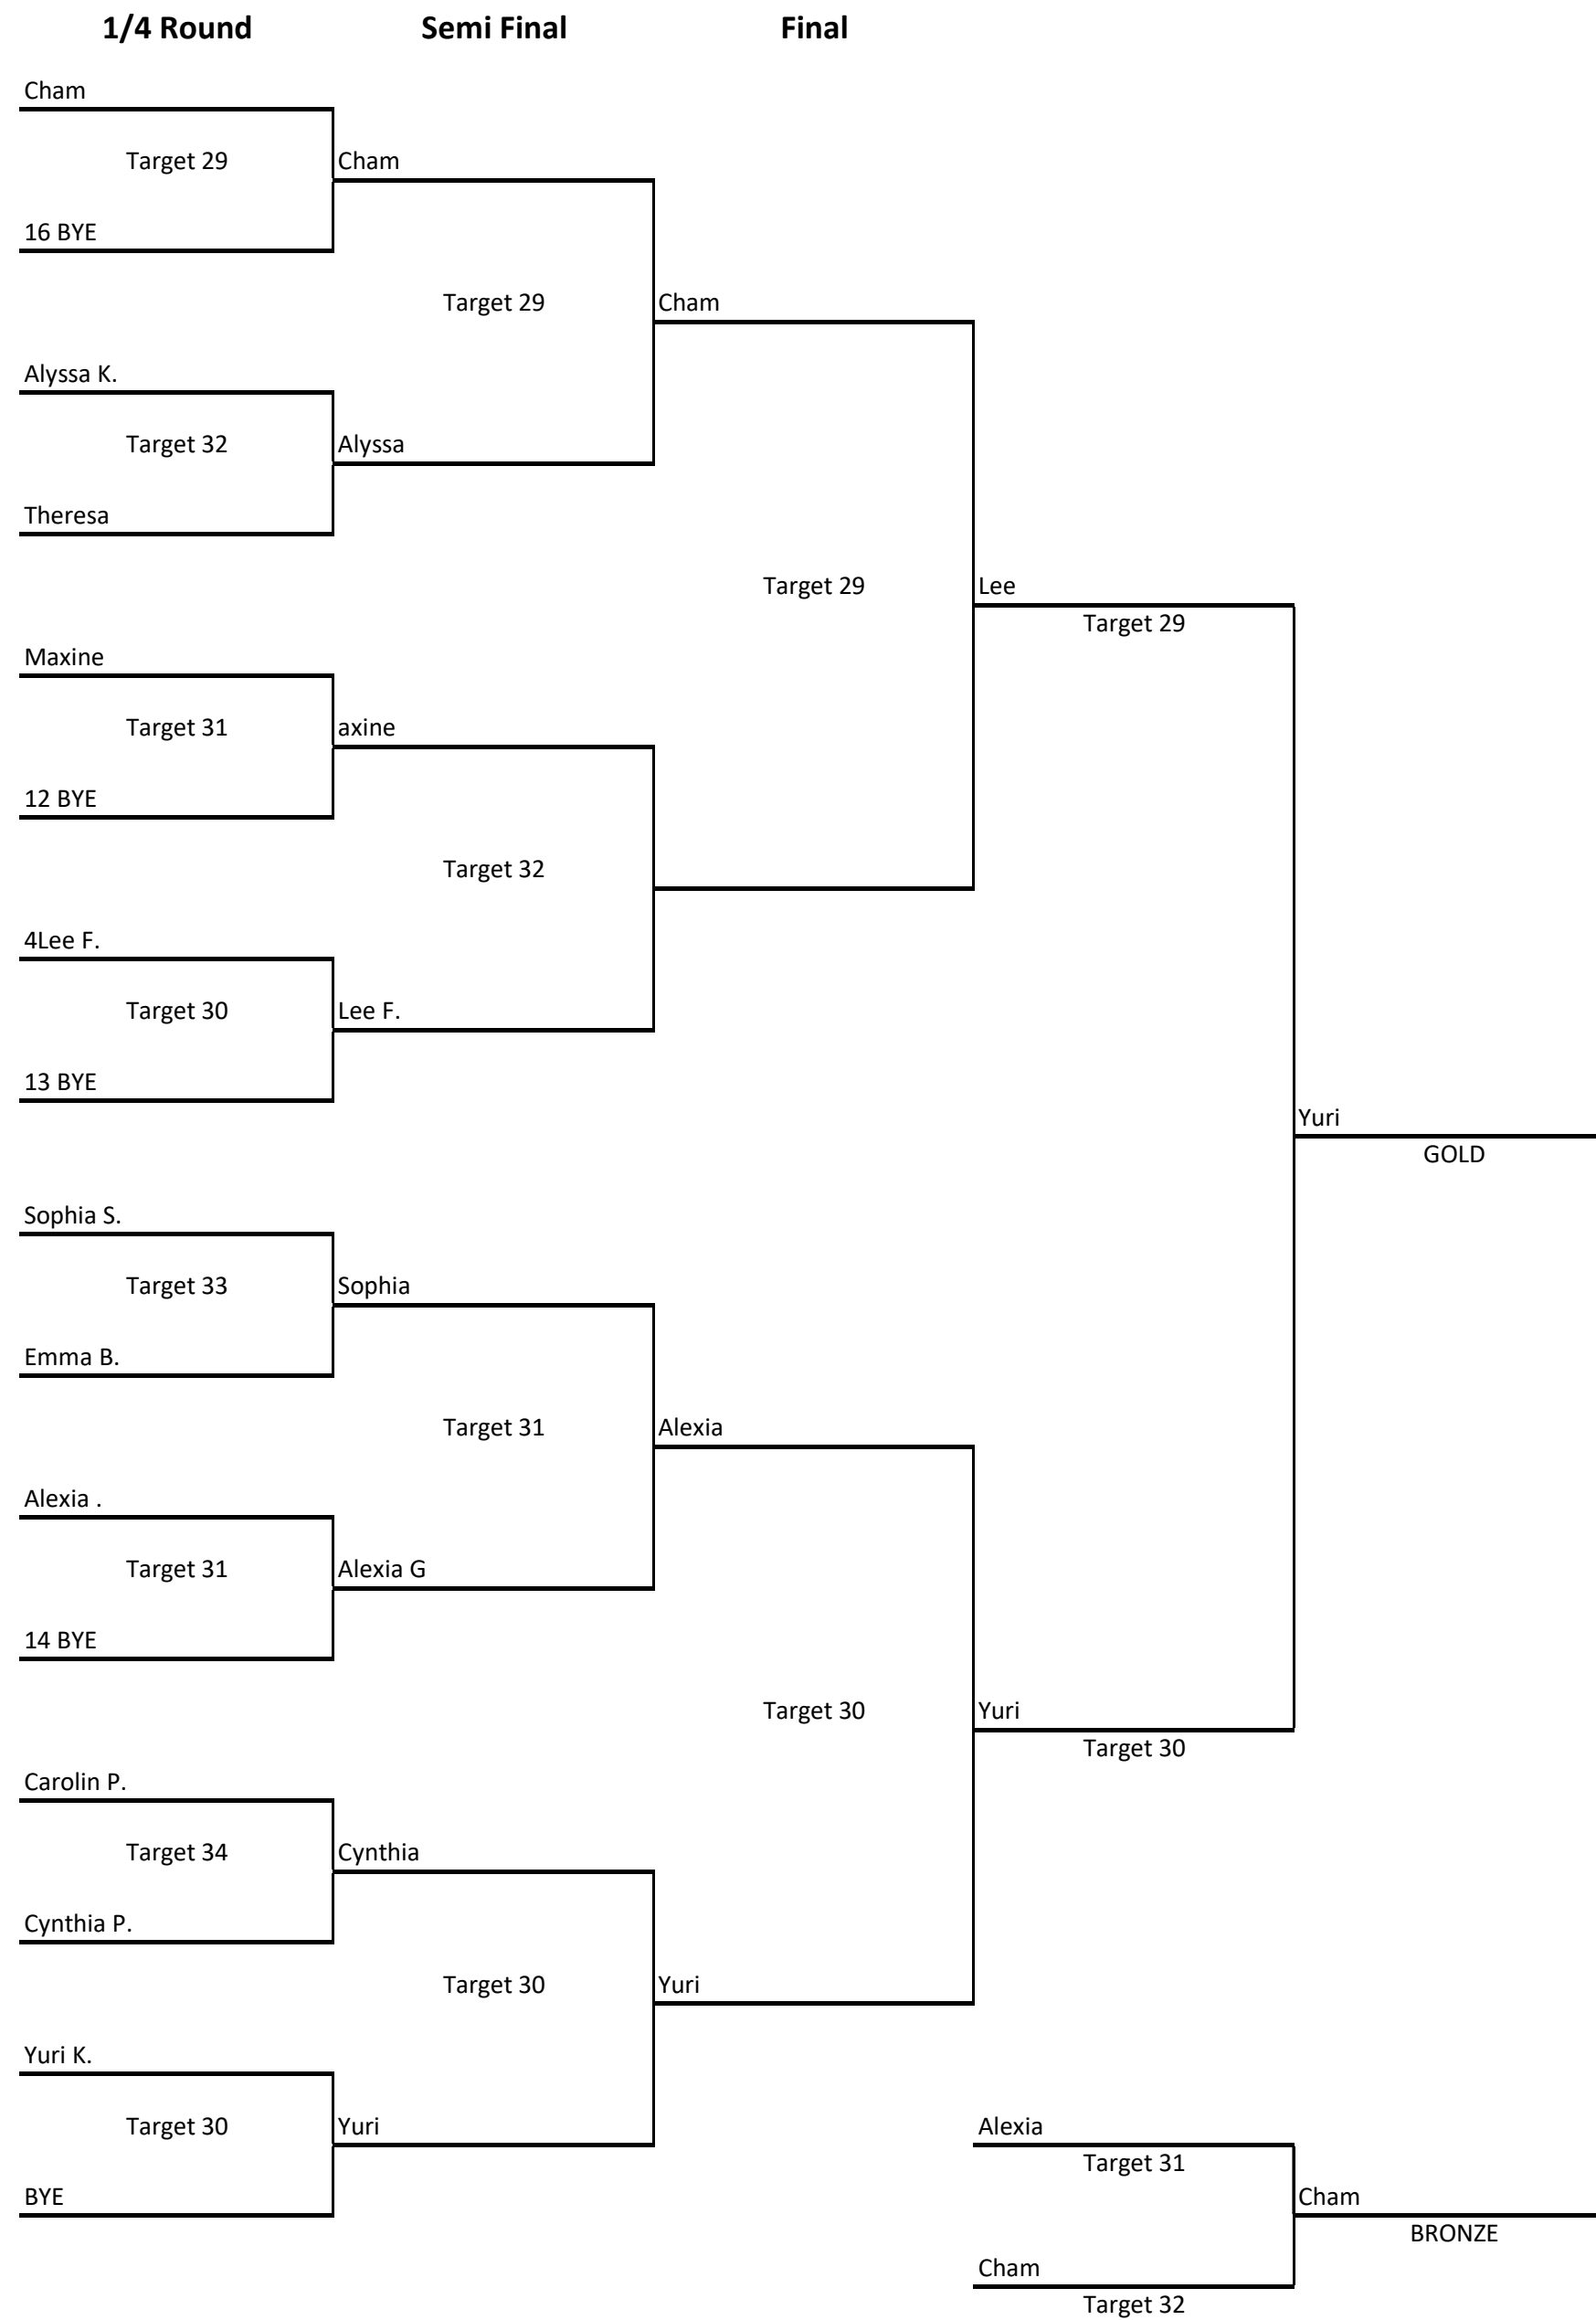 1/4 Round Semi Final Final
Cham
Target 29 Cham
16 BYE
Target 29 Cham
Alyssa K.
Target 32 Alyssa
Theresa
Target 29 Lee
Target 29
Maxine
Target 31 axine
12 BYE
Target 32
4Lee F.
Target 30 Lee F.
13 BYE
Yuri
GOLD
Sophia S.
Target 33 Sophia
Emma B.
Target 31 Alexia
Alexia .
Target 31 Alexia G
14 BYE
Target 30 Yuri
Target 30
Carolin P.
Target 34 Cynthia
Cynthia P.
Target 30 Yuri
Yuri K.
Target 30 Yuri Alexia
Target 31
BYE Cham
BRONZE
Cham
Target 32